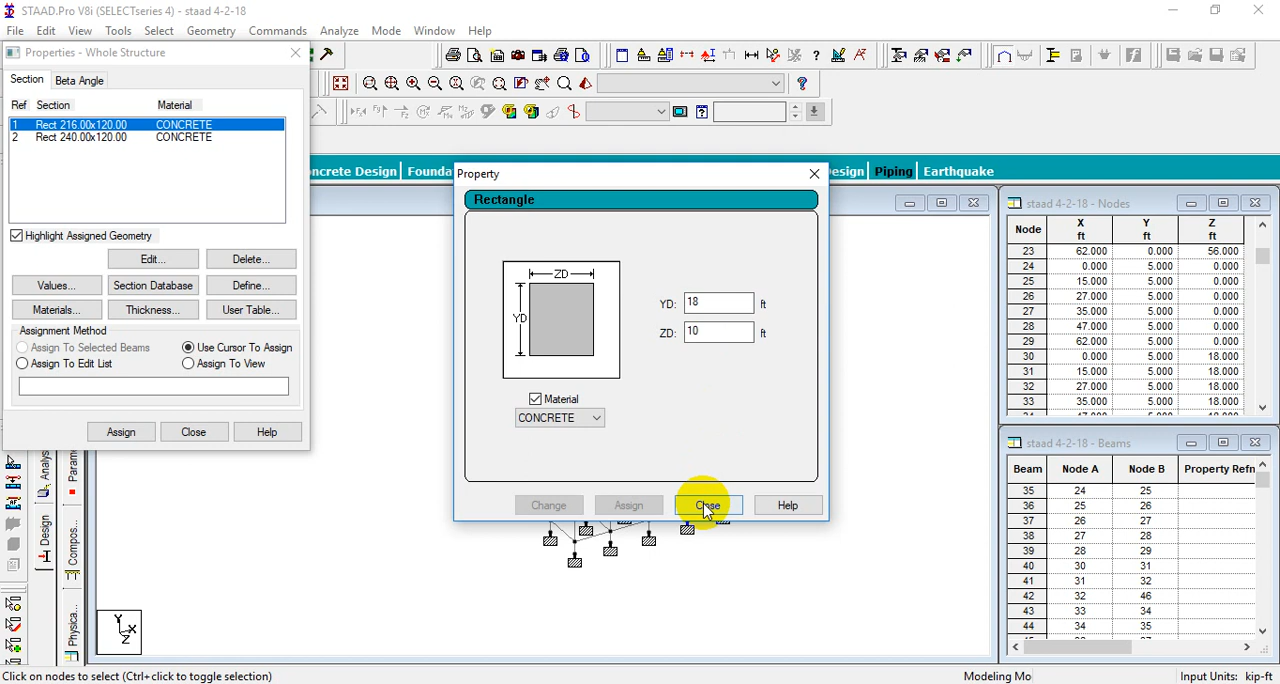 STAAD.Pro V8i (SELECTseries 4) - staad 4-2-18
File Edit View Tools Select Geometry Commands Analyze Mode Window Help
Properties - Whole Structure
Section Beta Angle
Ref Section Material
1 Rect 216.00x120.00 CONCRETE
2 Rect 240.00x120.00 CONCRETE
Highlight Assigned Geometry
Edit... Delete...
Values... Section Database Define...
Materials... Thickness... User Table...
Assignment Method
Assign To Selected Beams Use Cursor To Assign
Assign To Edit List Assign To View
Assign Close Help
oncrete Design Founda
esign Piping Earthquake
Property
Rectangle
ZD
YD
YD: 18 ft
ZD: 10 ft
Material
CONCRETE
Change Assign Close Help
Analys
Param
Design
Compos...
Physica...
Y
X
Z
staad 4-2-18 - Nodes
Node X ft Y ft Z ft
23 62.000 0.000 56.000
24 0.000 5.000 0.000
25 15.000 5.000 0.000
26 27.000 5.000 0.000
27 35.000 5.000 0.000
28 47.000 5.000 0.000
29 62.000 5.000 0.000
30 0.000 5.000 18.000
31 15.000 5.000 18.000
32 27.000 5.000 18.000
33 35.000 5.000 18.000
staad 4-2-18 - Beams
Beam Node A Node B Property Refn
35 24 25
36 25 26
37 26 27
38 27 28
39 28 29
40 30 31
41 31 32
42 32 46
43 33 34
44 34 35
Click on nodes to select (Ctrl+click to toggle selection)
Modeling Mo
Input Units: kip-ft